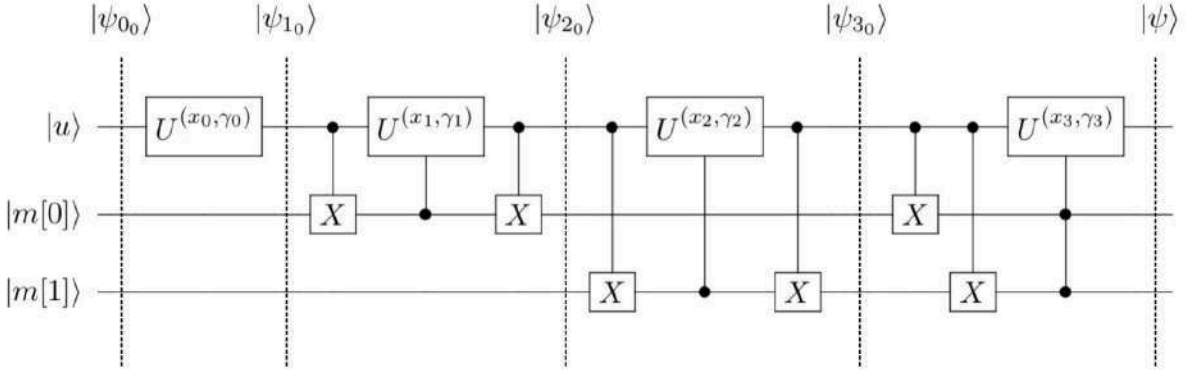 |ψ₀₀⟩ |ψ₁₀⟩ |ψ₂₀⟩ |ψ₃₀⟩ |ψ⟩
|u⟩ U^(x₀,γ₀) U^(x₁,γ₁) U^(x₂,γ₂) U^(x₃,γ₃)
|m[0]⟩ X X X
|m[1]⟩ X X X